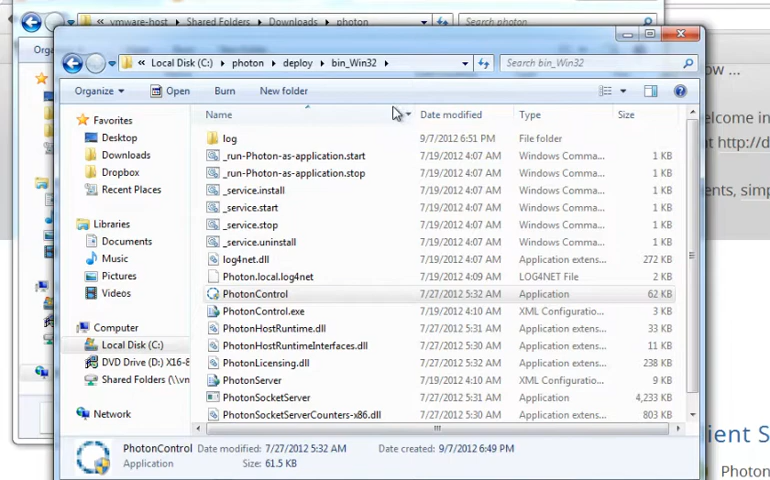 vmware-host Shared Folders Downloads photon Search photon
Local Disk (C:) photon deploy bin_Win32 Search bin_Win32
Organize Open Burn New folder
Name Date modified Type Size
Favorites
Desktop
Downloads
Dropbox
Recent Places
Libraries
Documents
Music
Pictures
Videos
Computer
Local Disk (C:)
DVD Drive (D:) X16-8
Shared Folders (\\vn
Network
log 9/7/2012 6:51 PM File folder
_run-Photon-as-application.start 7/19/2012 4:07 AM Windows Comma... 1 KB
_run-Photon-as-application.stop 7/19/2012 4:07 AM Windows Comma... 1 KB
_service.install 7/19/2012 4:07 AM Windows Comma... 1 KB
_service.start 7/19/2012 4:07 AM Windows Comma... 1 KB
_service.stop 7/19/2012 4:07 AM Windows Comma... 1 KB
_service.uninstall 7/19/2012 4:07 AM Windows Comma... 1 KB
log4net.dll 7/19/2012 4:07 AM Application extens... 272 KB
Photon.local.log4net 7/19/2012 4:09 AM LOG4NET File 2 KB
PhotonControl 7/27/2012 5:32 AM Application 62 KB
PhotonControl.exe 7/19/2012 4:10 AM XML Configuratio... 3 KB
PhotonHostRuntime.dll 7/27/2012 5:31 AM Application extens... 33 KB
PhotonHostRuntimeInterfaces.dll 7/27/2012 5:30 AM Application extens... 11 KB
PhotonLicensing.dll 7/27/2012 5:32 AM Application extens... 238 KB
PhotonServer 7/19/2012 4:10 AM XML Configuratio... 9 KB
PhotonSocketServer 7/27/2012 5:31 AM Application 4,233 KB
PhotonSocketServerCounters-x86.dll 7/27/2012 5:30 AM Application extens... 803 KB
PhotonControl Date modified: 7/27/2012 5:32 AM Date created: 9/7/2012 6:49 PM
Application Size: 61.5 KB
Orga
ow ...
elcome in
at http://d
ents, simp
ient S
Photon